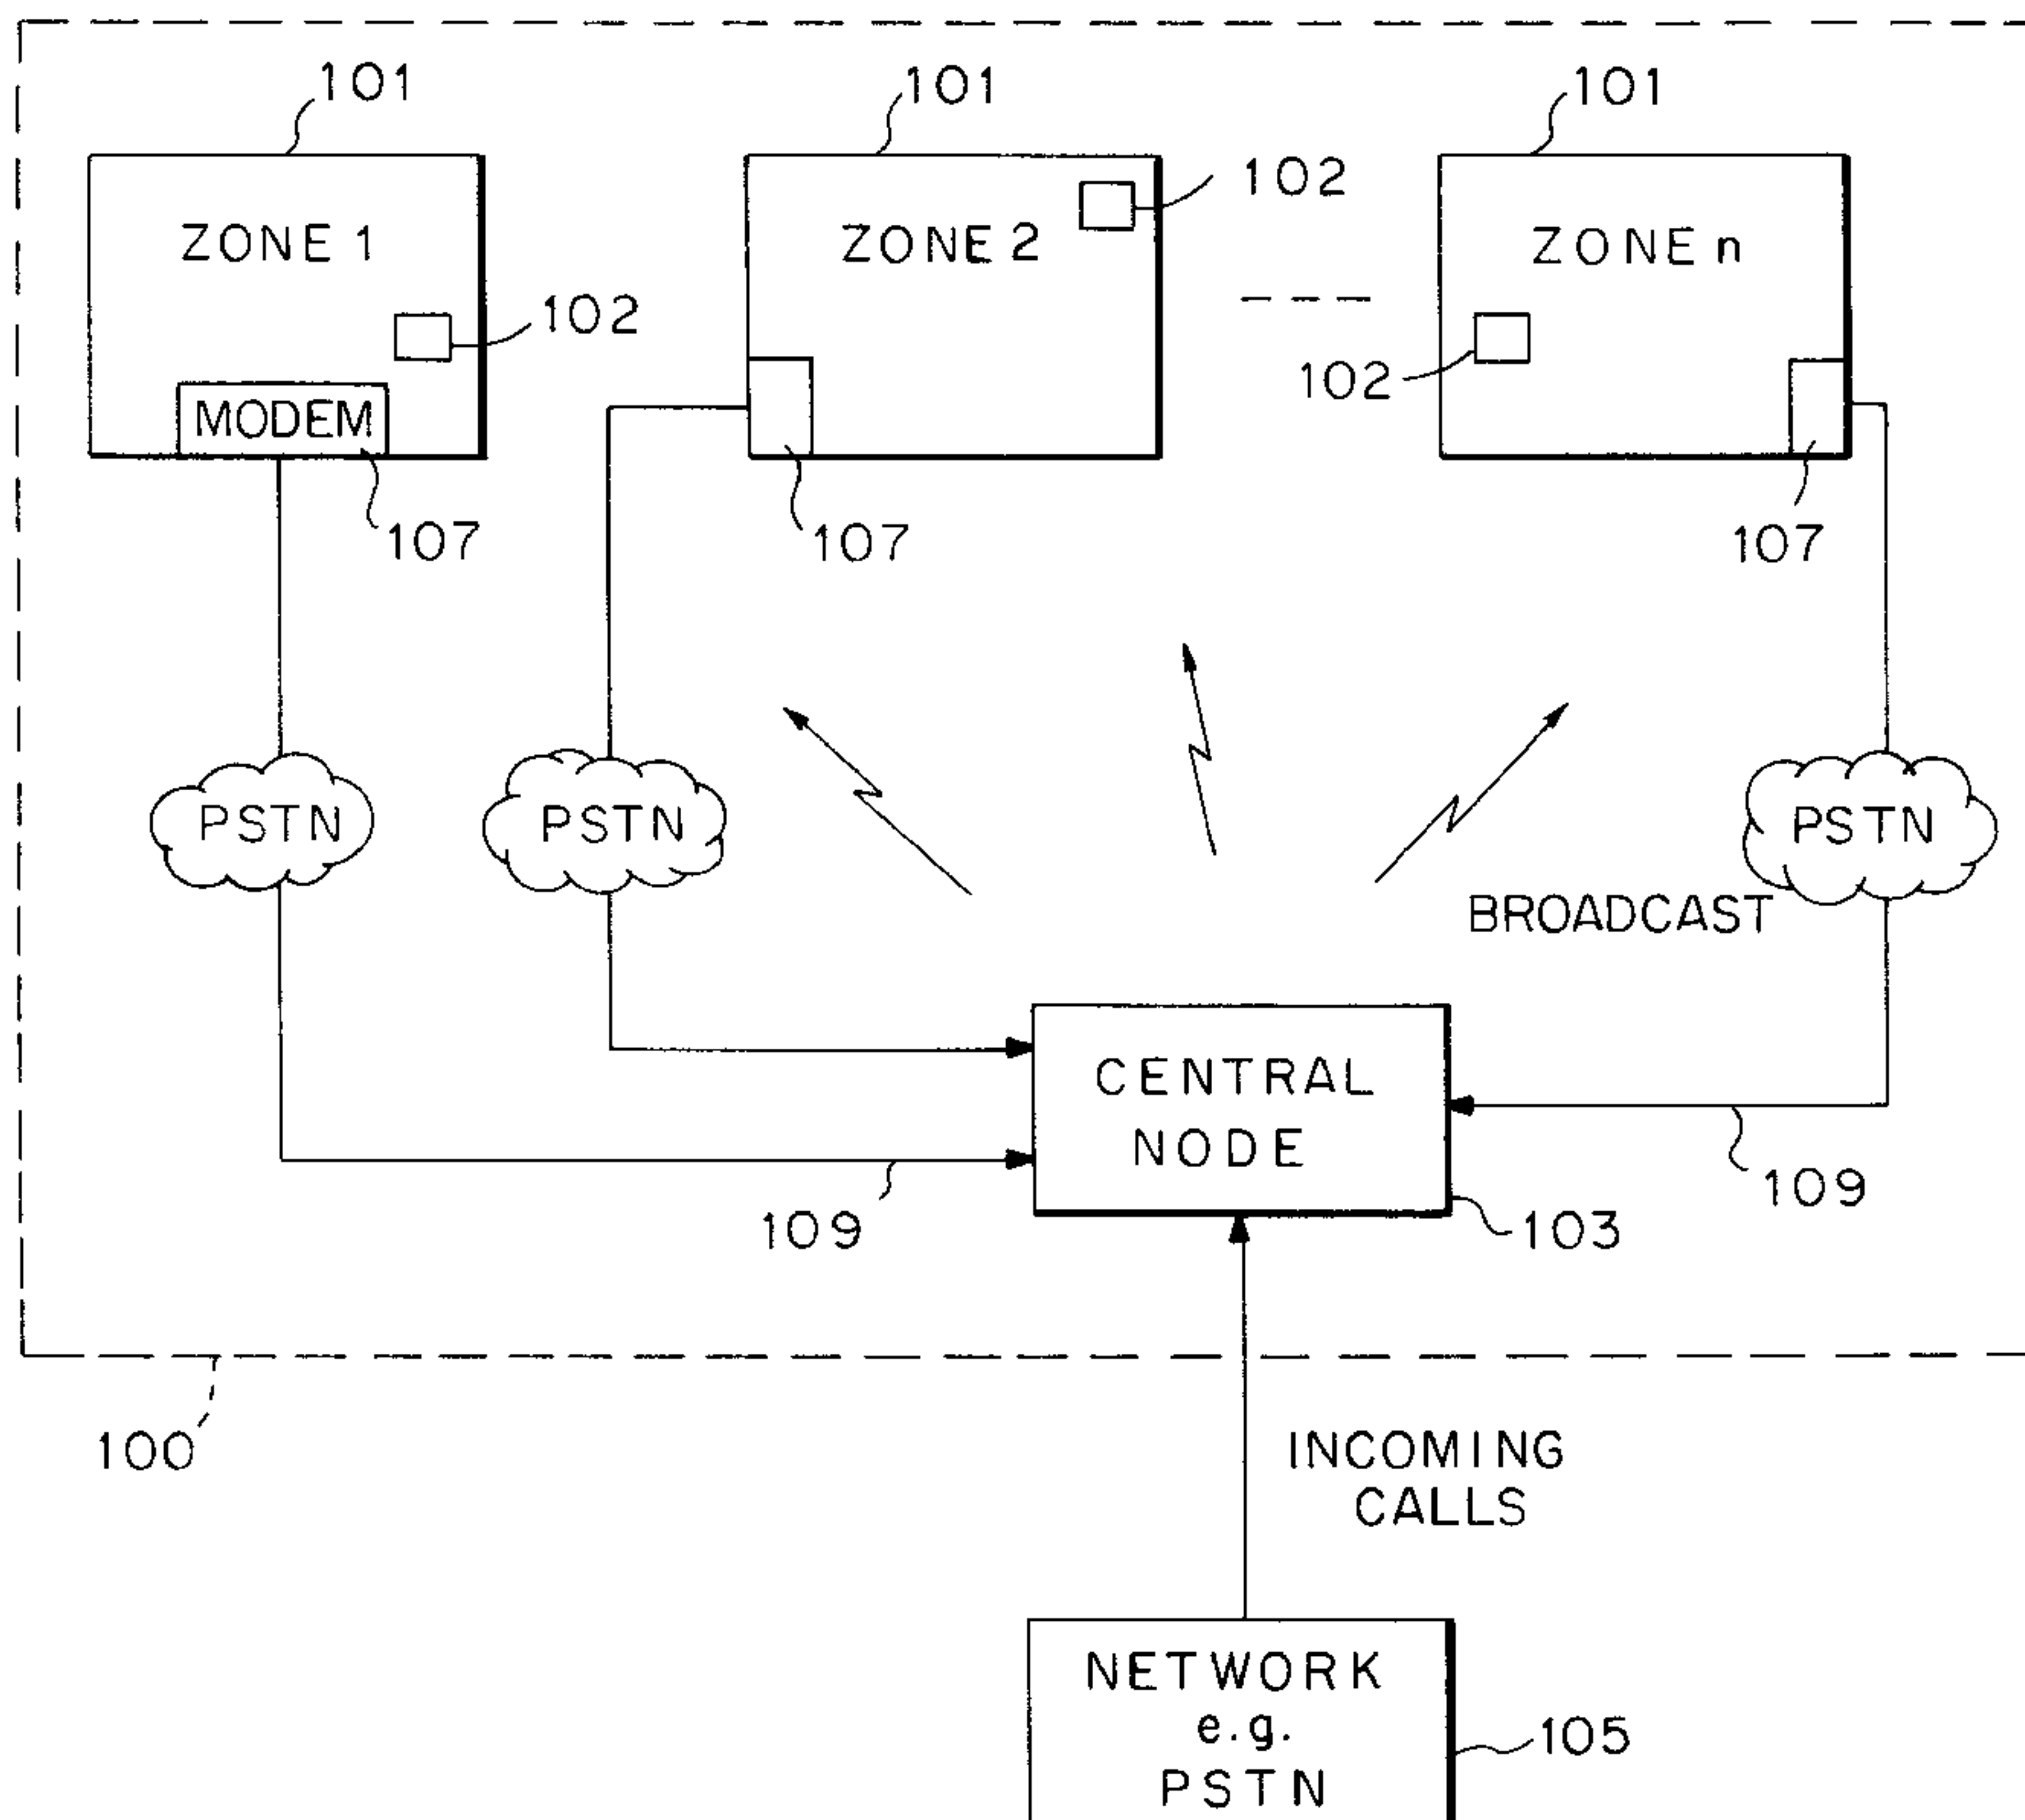 101
101
101
ZONE 1
102
ZONE 2
102
ZONE n
102
MODEM
107
107
107
PSTN
PSTN
PSTN
BROADCAST
CENTRAL
NODE
109
109
103
100
INCOMING
CALLS
NETWORK
e.g.
PSTN
105